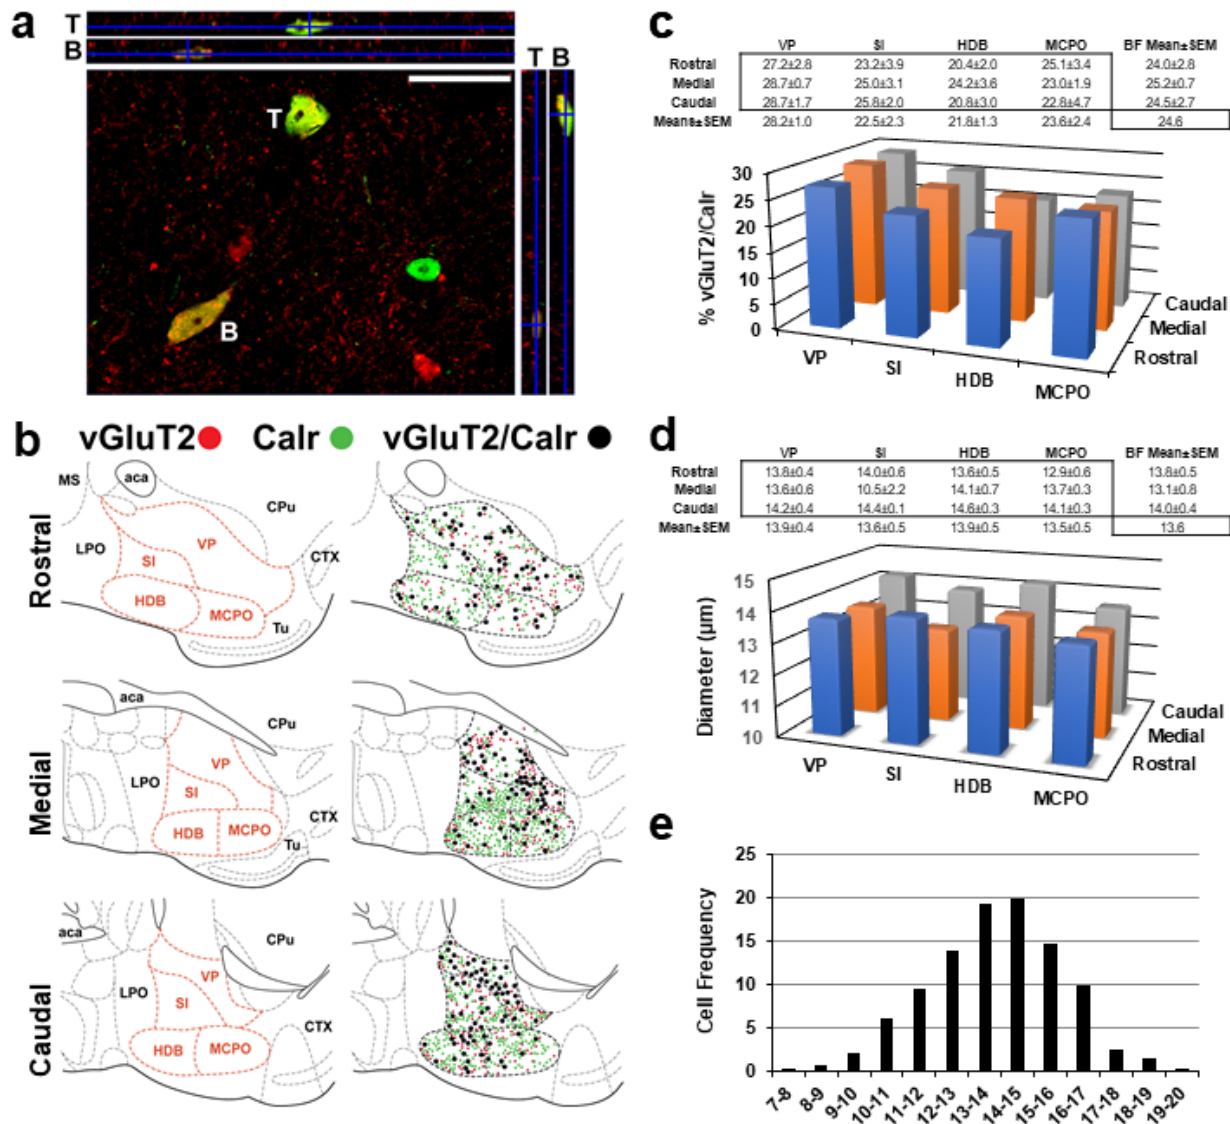 a
T
B
T B
T
B
b
vGluT2 Calr vGluT2/Calr
Rostral
MS
aca
CPu
LPO
VP
CTX
SI
HDB
MCPO
Tu
Medial
aca
CPu
VP
LPO
SI
CTX
HDB
MCPO
Tu
Caudal
aca
CPu
VP
LPO
SI
CTX
HDB
MCPO
c
VP SI HDB MCPO BF Mean±SEM
Rostral 27.2±2.8 23.2±3.9 20.4±2.0 25.1±3.4 24.0±2.8
Medial 28.7±0.7 25.0±3.1 24.2±3.6 23.0±1.9 25.2±0.7
Caudal 28.7±1.7 25.8±2.0 20.8±3.0 22.8±4.7 24.5±2.7
Means±SEM 28.2±1.0 22.5±2.3 21.8±1.3 23.6±2.4 24.6
% vGluT2/Calr
30
25
20
15
10
5
0
VP
SI
HDB
MCPO
Caudal
Medial
Rostral
d
VP SI HDB MCPO BF Mean±SEM
Rostral 13.8±0.4 14.0±0.6 13.6±0.5 12.9±0.6 13.8±0.5
Medial 13.6±0.6 10.5±2.2 14.1±0.7 13.7±0.3 13.1±0.8
Caudal 14.2±0.4 14.4±0.1 14.6±0.3 14.1±0.3 14.0±0.4
Mean±SEM 13.9±0.4 13.6±0.5 13.9±0.5 13.5±0.5 13.6
Diameter (µm)
15
14
13
12
11
10
VP
SI
HDB
MCPO
Caudal
Medial
Rostral
e
Cell Frequency
25
20
15
10
5
0
7-8 8-9 9-10 10-11 11-12 12-13 13-14 14-15 15-16 16-17 17-18 18-19 19-20